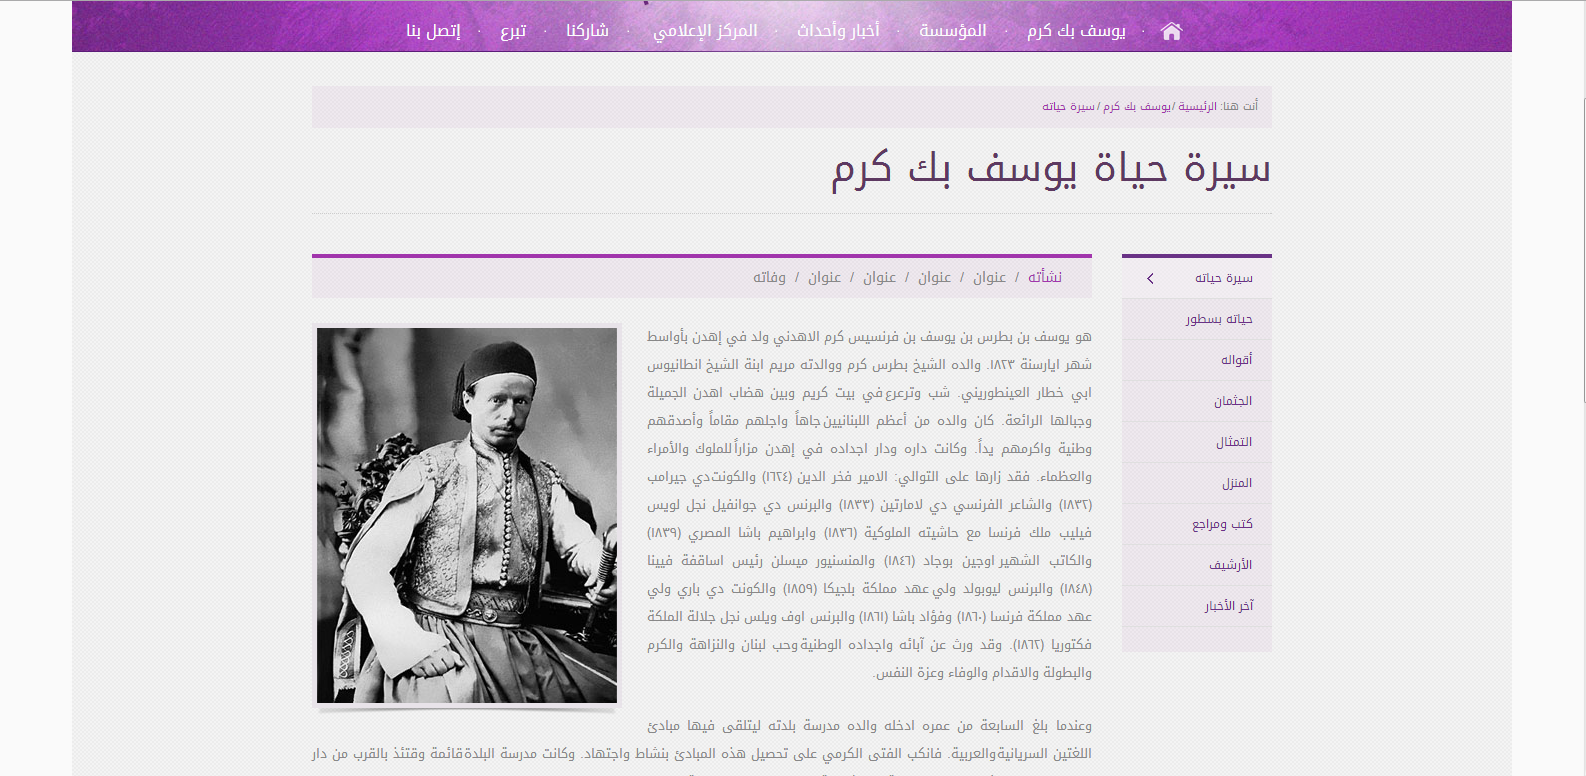 يوسف بك كرم · المؤسسة · أخبار وأحداث · المركز الإعلامي · شاركنا · تبرع · إتصل بنا
أنت هنا: الرئيسية / يوسف بك كرم / سيرة حياته
سيرة حياة يوسف بك كرم
سيرة حياته
حياته بسطور
أقواله
الجثمان
التمثال
المنزل
كتب ومراجع
الأرشيف
آخر الأخبار
نشأته / عنوان / عنوان / عنوان / عنوان / وفاته
هو يوسف بن بطرس بن يوسف بن فرنسيس كرم الاهدني ولد في إهدن بأواسط
شهر ايارسنة ١٨٢٣. والده الشيخ بطرس كرم ووالدته مريم ابنة الشيخ انطانيوس
ابي خطار العينطوريني. شب وترعرع في بيت كريم وبين هضاب اهدن الجميلة
وجبالها الرائعة. كان والده من أعظم اللبنانيين جاهاً واجلهم مقاماً وأصدقهم
وطنية واكرمهم يداً. وكانت داره ودار اجداده في إهدن مزاراً للملوك والأمراء
والعظماء. فقد زارها على التوالي: الامير فخر الدين (١٦٢٤) والكونت دي جيرامب
(١٨٣٢) والشاعر الفرنسي دي لامارتين (١٨٣٣) والبرنس دي جوانفيل نجل لويس
فيليب ملك فرنسا مع حاشيته الملوكية (١٨٣٦) وابراهيم باشا المصري (١٨٣٩)
والكاتب الشهير اوجين بوجاد (١٨٤٦) والمنسنيور ميسلن رئيس اساقفة فيينا
(١٨٤٨) والبرنس ليوبولد ولي عهد مملكة بلجيكا (١٨٥٩) والكونت دي باري ولي
عهد مملكة فرنسا (١٨٦٠) وفؤاد باشا (١٨٦١) والبرنس اوف ويلس نجل جلالة الملكة
فكتوريا (١٨٦٢). وقد ورث عن آبائه واجداده الوطنية وحب لبنان والنزاهة والكرم
والبطولة والاقدام والوفاء وعزة النفس.
وعندما بلغ السابعة من عمره ادخله والده مدرسة بلدته ليتلقى فيها مبادئ
اللغتين السريانية والعربية. فانكب الفتى الكرمي على تحصيل هذه المبادئ بنشاط واجتهاد. وكانت مدرسة البلدة قائمة وقتئذ بالقرب من دار